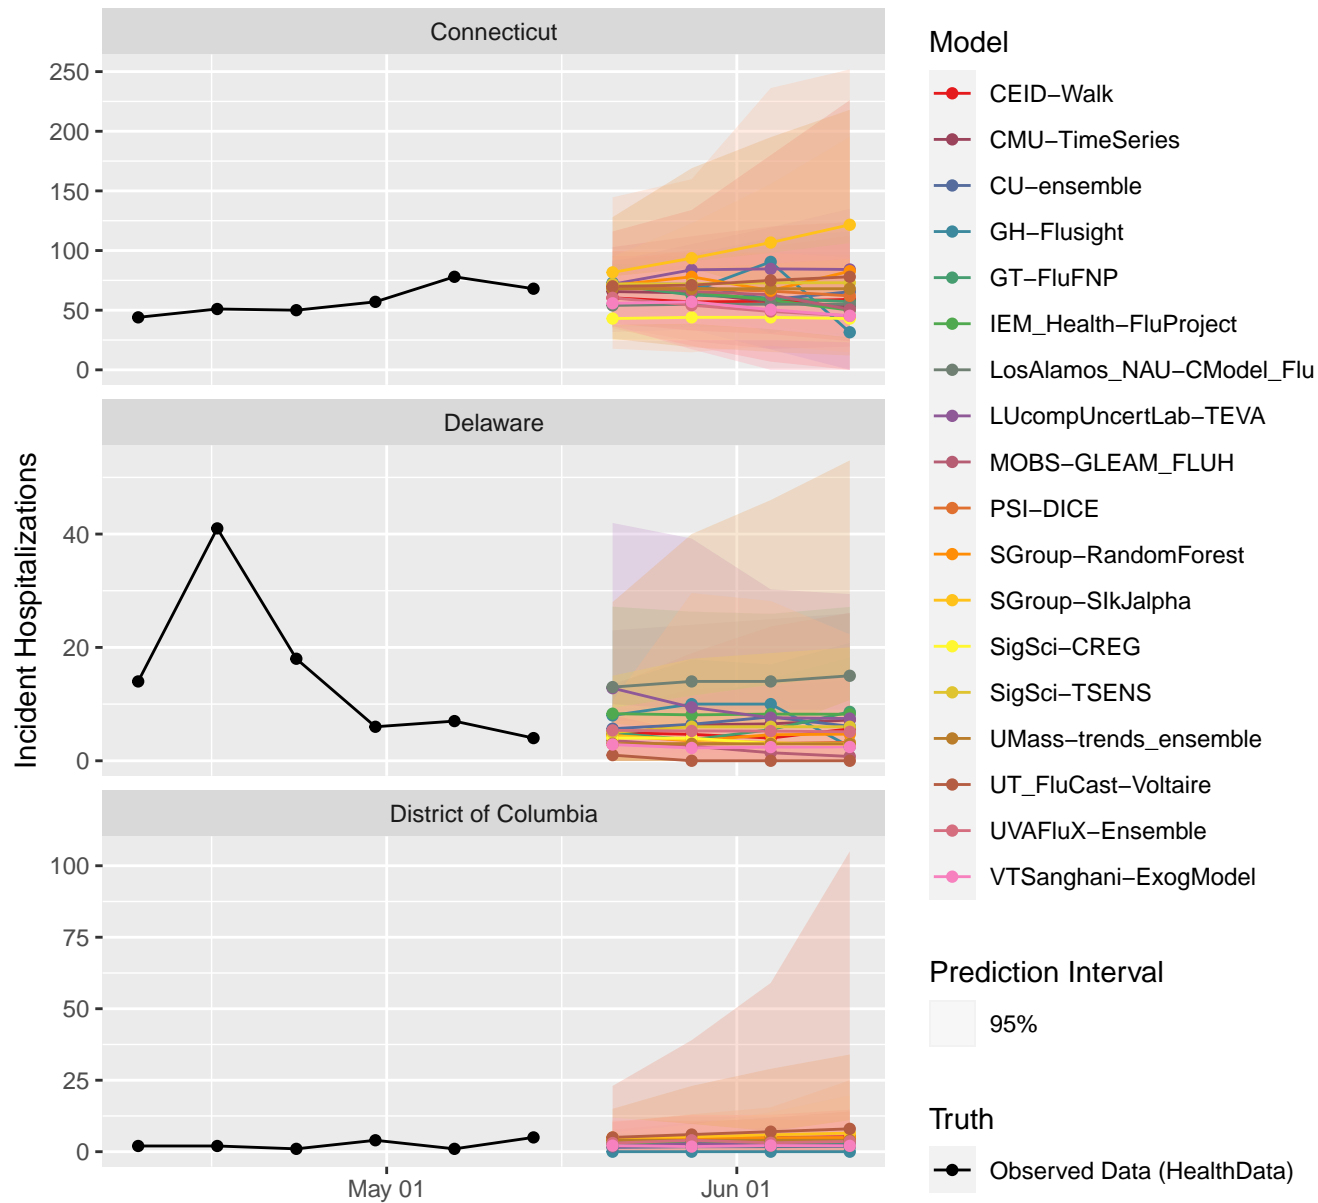 Connecticut
250
200
150
100
50
0
Delaware
40
20
0
District of Columbia
100
75
50
25
0
May 01
Jun 01
Incident Hospitalizations
Model
CEID−Walk
CMU−TimeSeries
CU−ensemble
GH−Flusight
GT−FluFNP
IEM_Health−FluProject
LosAlamos_NAU−CModel_Flu
LUcompUncertLab−TEVA
MOBS−GLEAM_FLUH
PSI−DICE
SGroup−RandomForest
SGroup−SIkJalpha
SigSci−CREG
SigSci−TSENS
UMass−trends_ensemble
UT_FluCast−Voltaire
UVAFluX−Ensemble
VTSanghani−ExogModel
Prediction Interval
95%
Truth
Observed Data (HealthData)